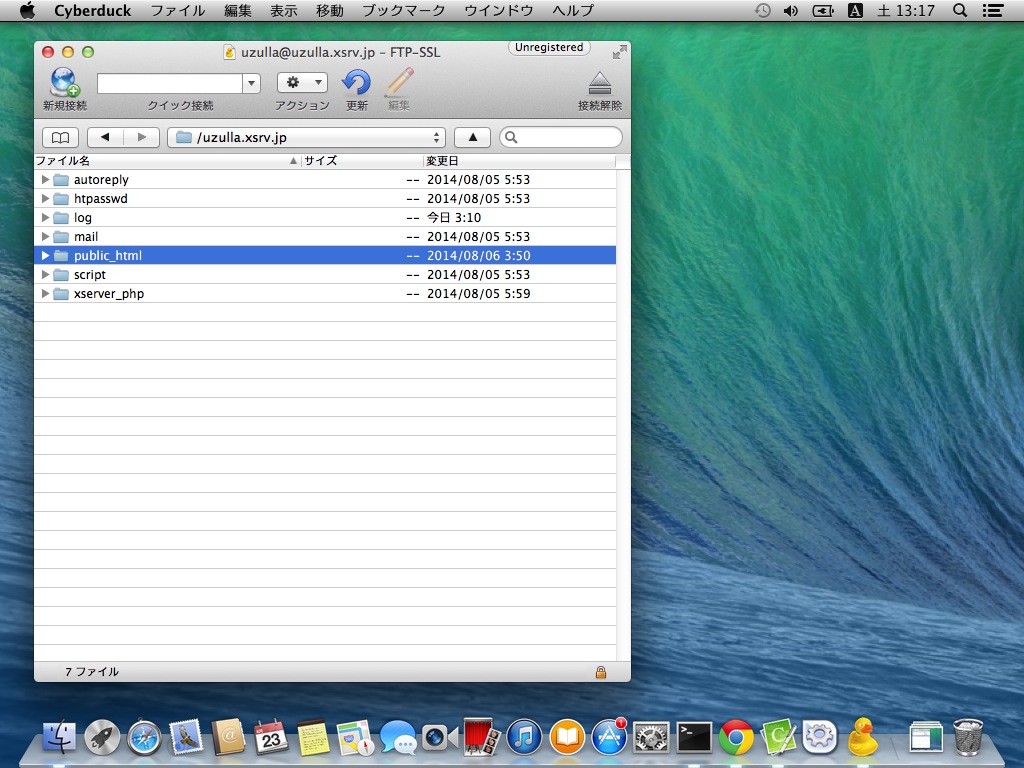 Cyberduck ファイル 編集 表示 移動 ブックマーク ウインドウ ヘルプ A 土 13:17
uzulla@uzulla.xsrv.jp – FTP-SSL Unregistered
新規接続 クイック接続 アクション 更新 編集 接続解除
/uzulla.xsrv.jp
ファイル名 サイズ 変更日
autoreply -- 2014/08/05 5:53
htpasswd -- 2014/08/05 5:53
log -- 今日 3:10
mail -- 2014/08/05 5:53
public_html -- 2014/08/06 3:50
script -- 2014/08/05 5:53
xserver_php -- 2014/08/05 5:59
7 ファイル
23
1